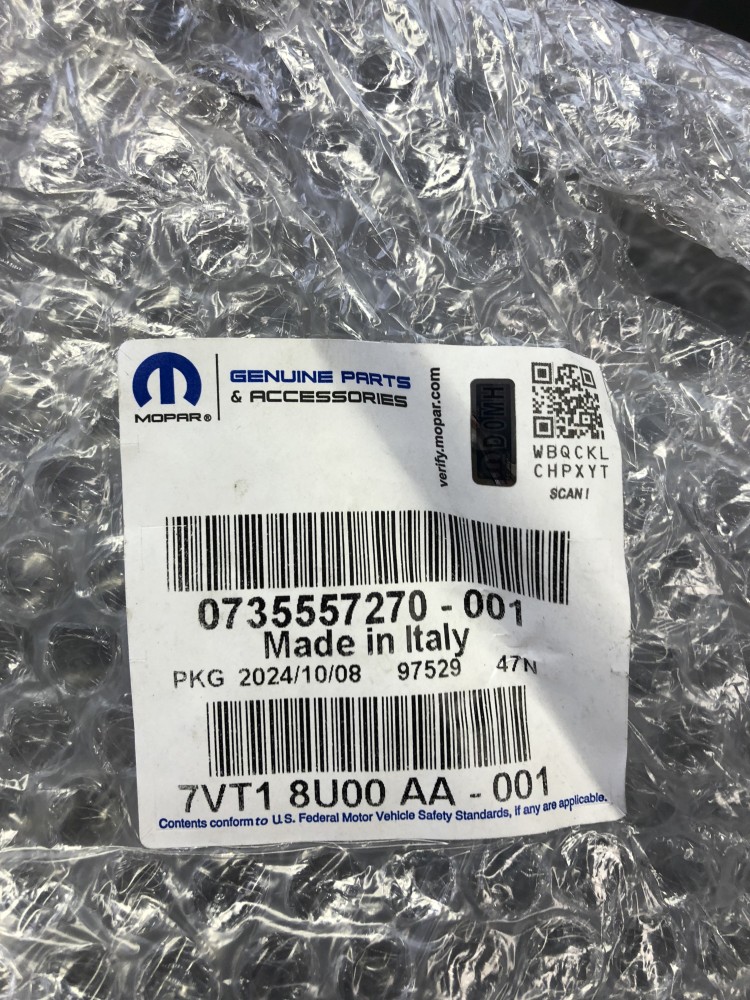 MOPAR®
GENUINE PARTS
& ACCESSORIES
verify.mopar.com
WBQCKL
CHPXYT
SCAN!
0735557270 - 001
Made in Italy
PKG 2024/10/08 97529 47N
7VT1 8U00 AA - 001
Contents conform to U.S. Federal Motor Vehicle Safety Standards, if any are applicable.